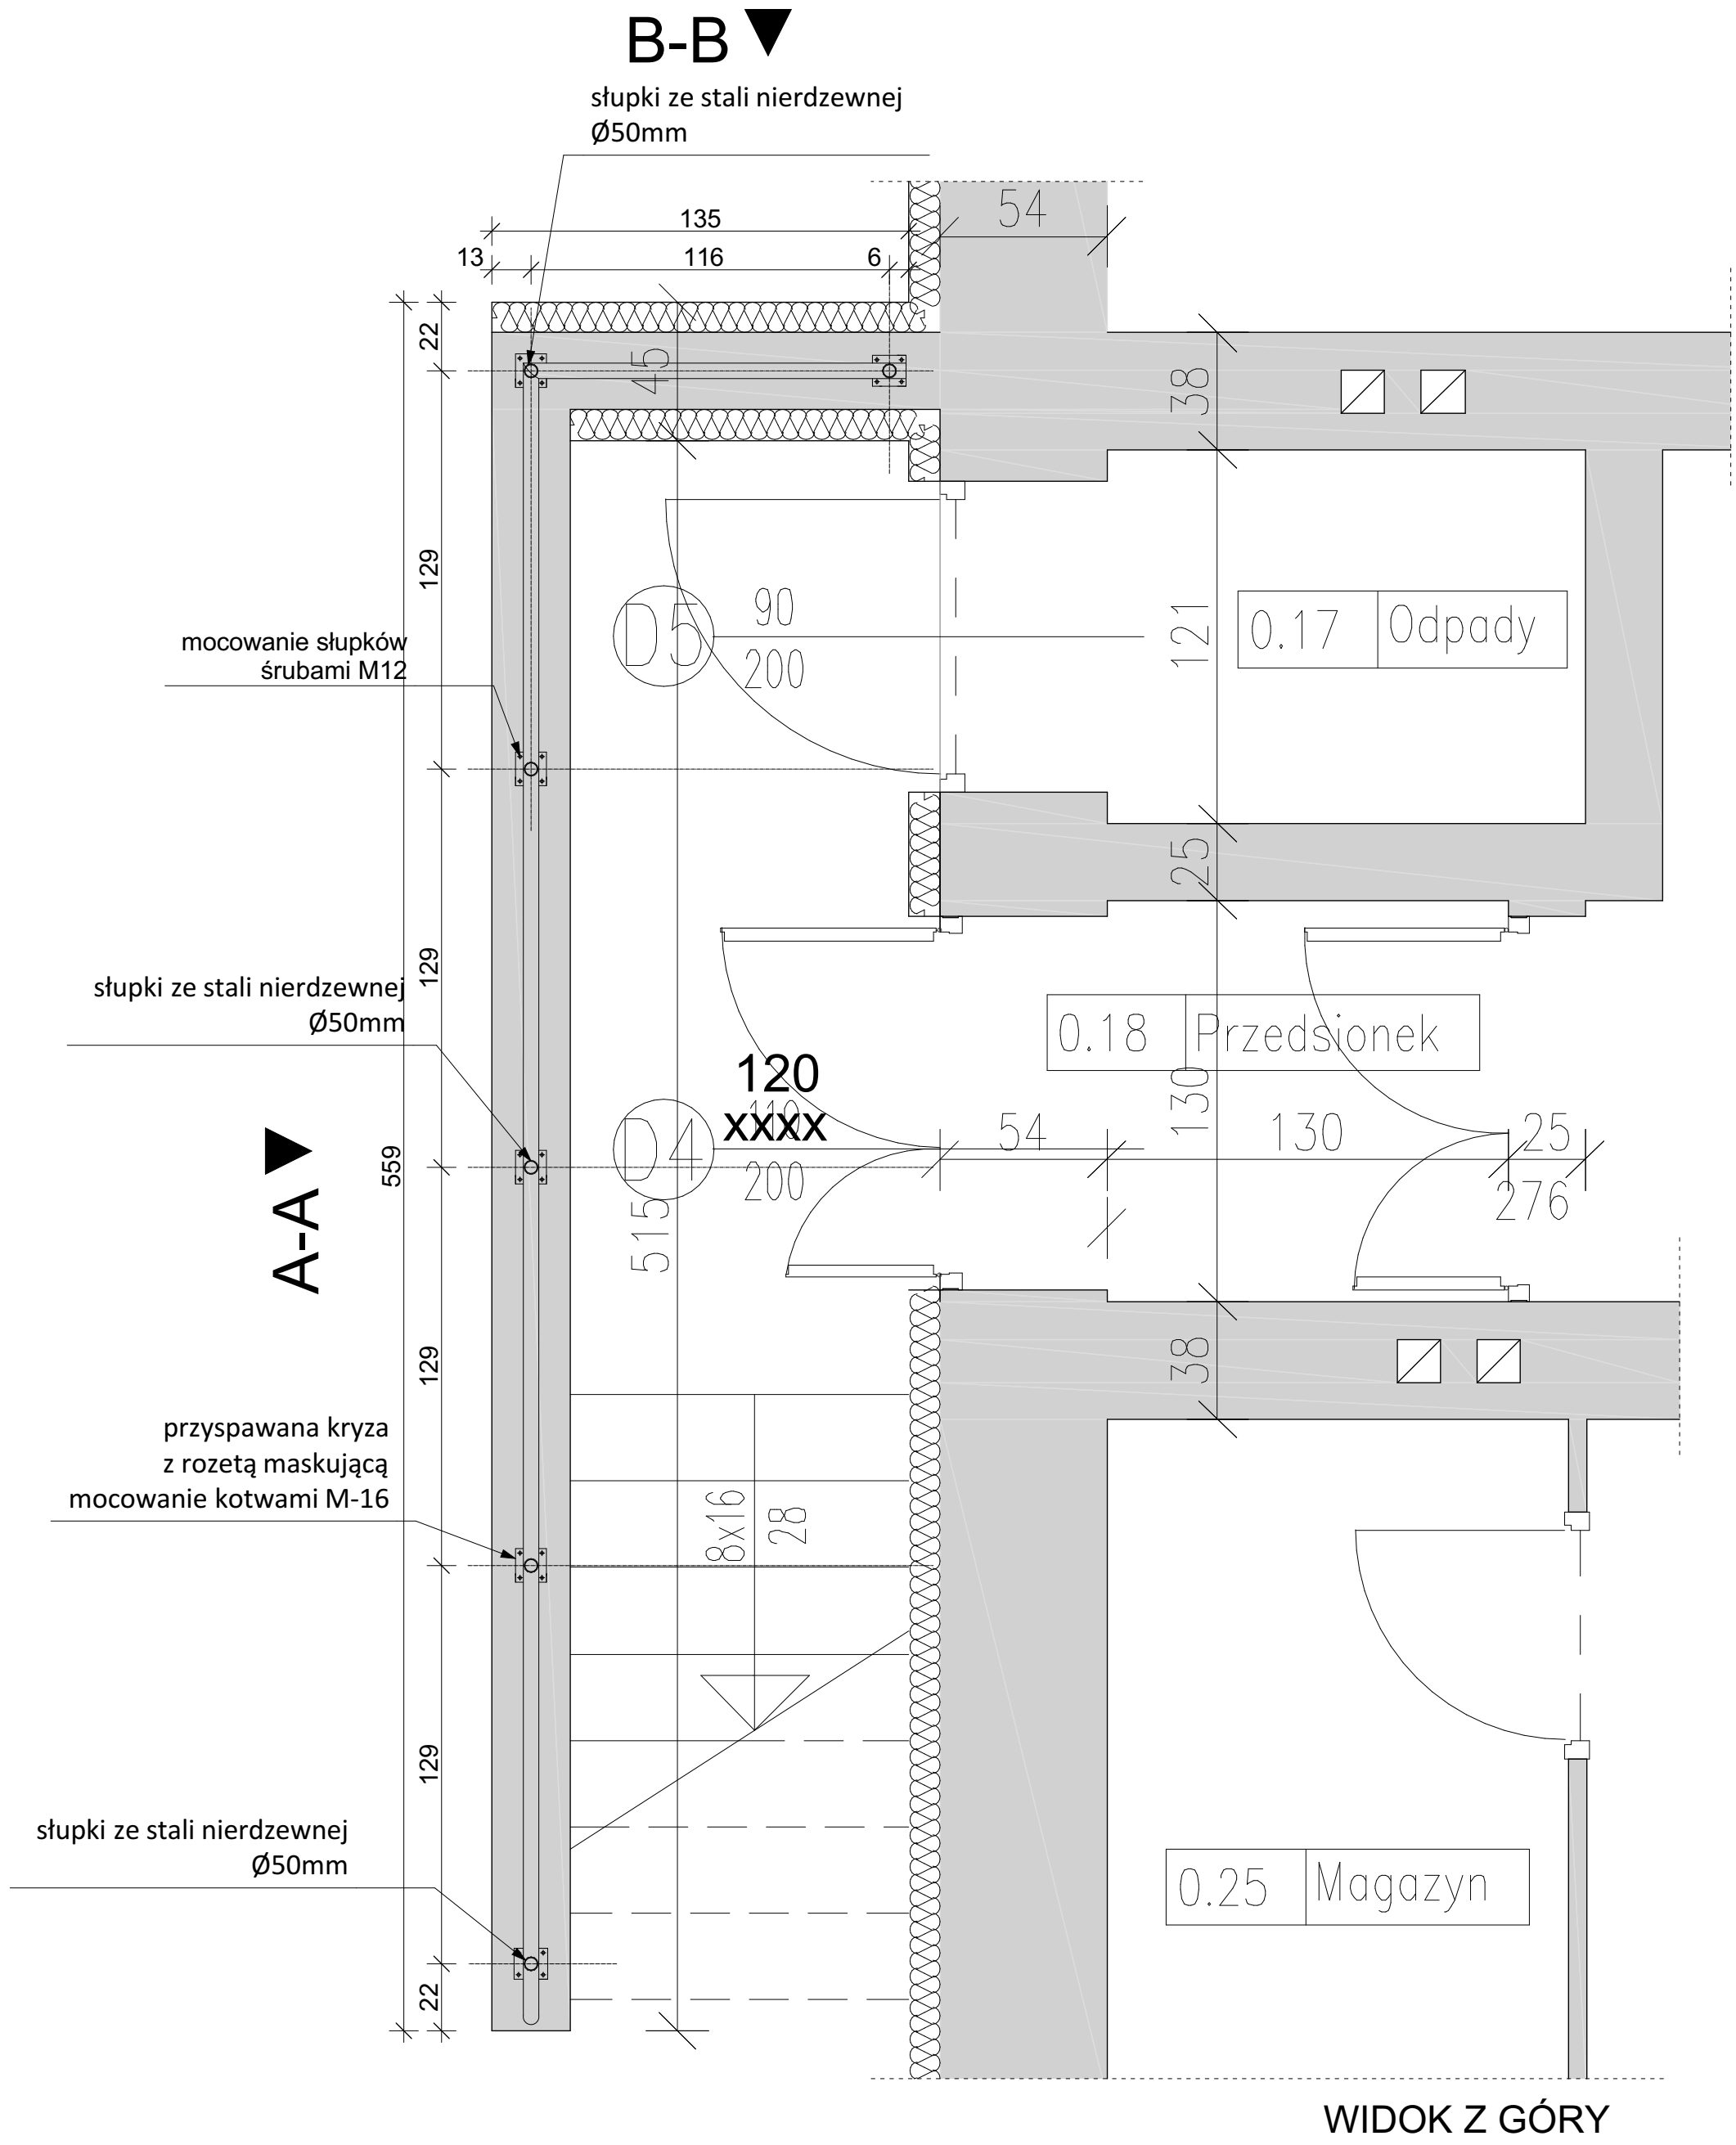 B-B
słupki ze stali nierdzewnej
Ø50mm
54
135
13
116
6
22
45
38
129
90
D5
200
121
0.17 Odpady
mocowanie słupków
śrubami M12
25
129
słupki ze stali nierdzewnej
Ø50mm
0.18 Przedsionek
120
130
110
xxxx
D4
200
54
130
25
276
A-A
559
515
129
38
przyspawana kryza
z rozetą maskującą
mocowanie kotwami M-16
8x16
28
129
słupki ze stali nierdzewnej
Ø50mm
0.25 Magazyn
22
WIDOK Z GÓRY